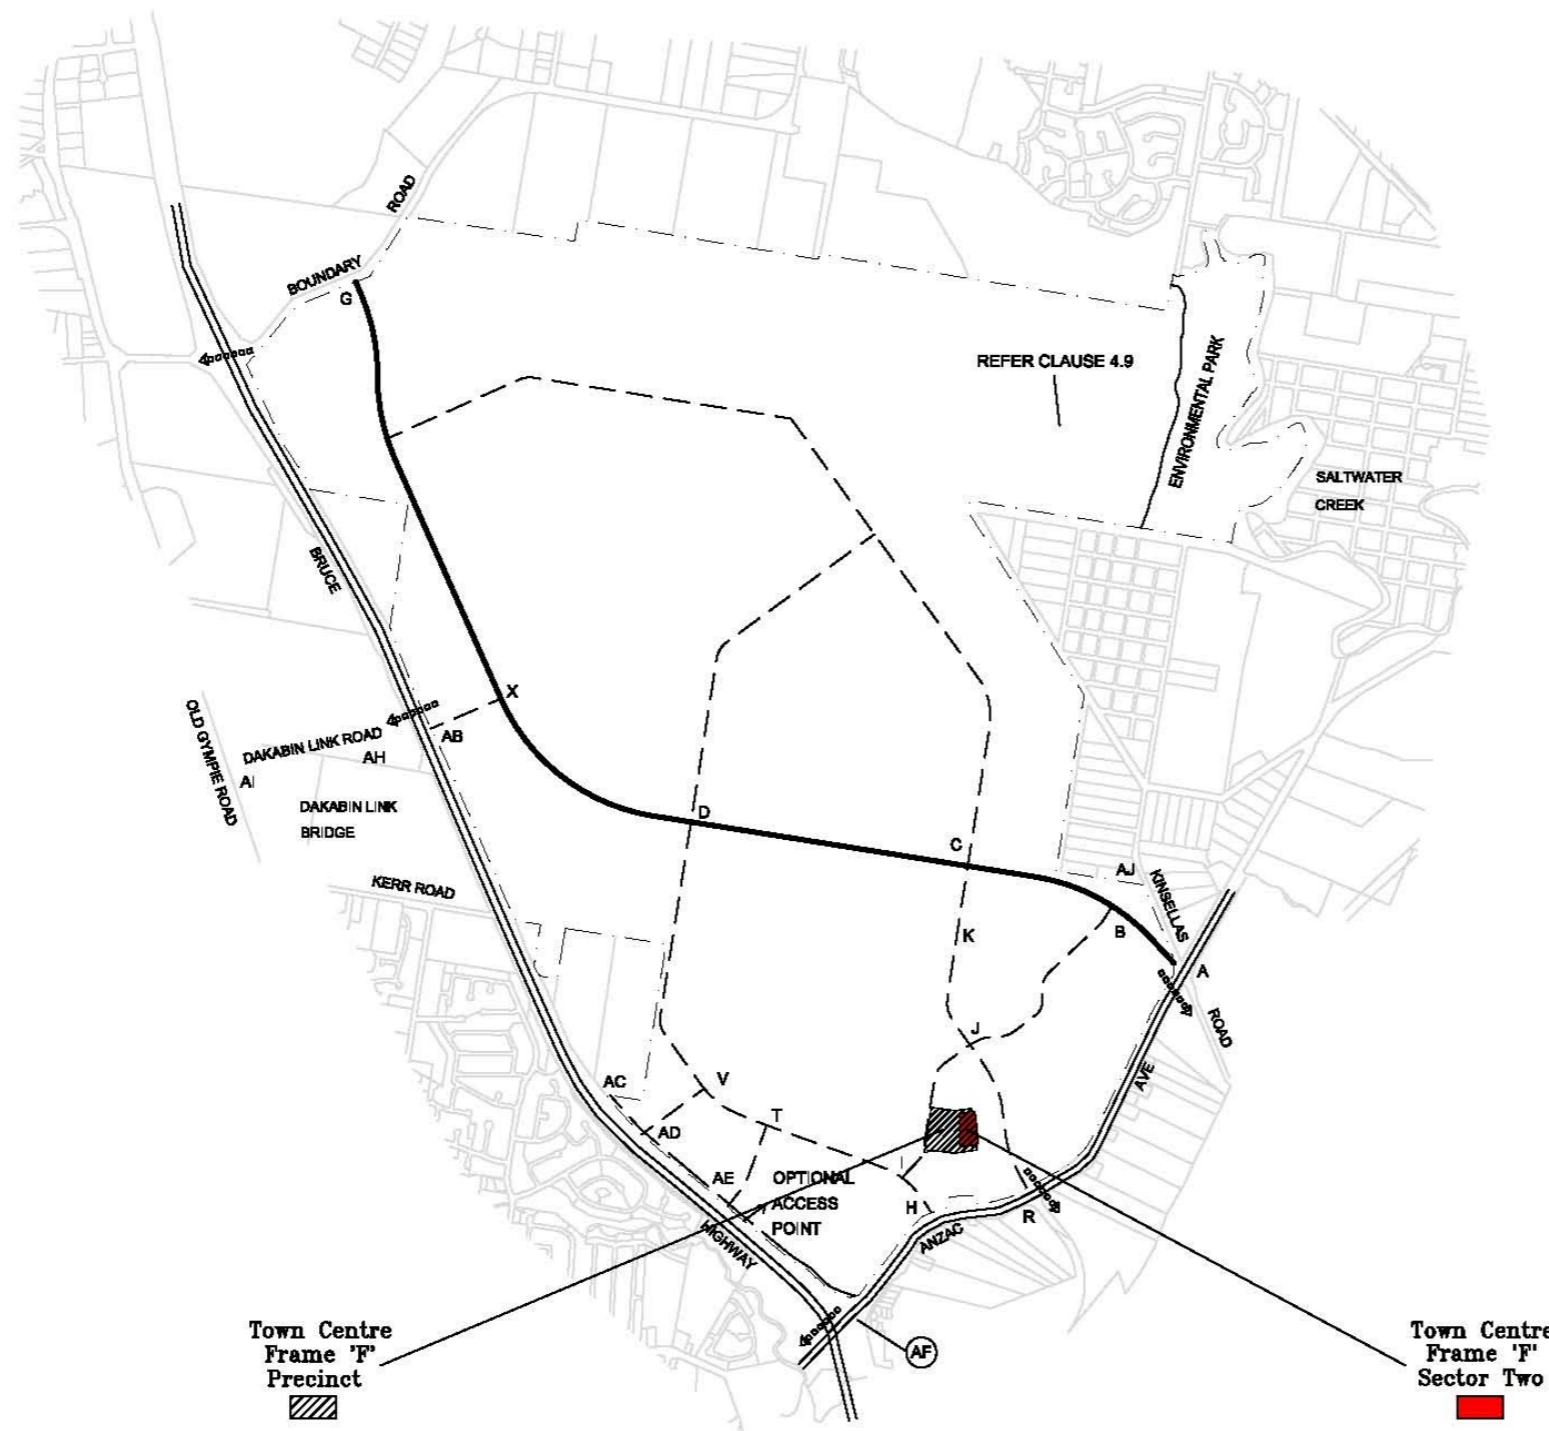 ROAD
BOUNDARY
G
REFER CLAUSE 4.9
ENVIRONMENTAL PARK
SALTWATER
CREEK
BRUCE
X
OLD GYMPIE ROAD
DAKABIN LINK ROAD
AB
AH
AI
DAKABIN LINK
BRIDGE
D
C
AJ
KERR ROAD
KINSELLAS
B
K
A
J
ROAD
AVE
AC
V
T
AD
I
AE
OPTIONAL
ACCESS
POINT
H
R
HIGHWAY
ANZAC
AF
Town Centre
Frame 'F'
Precinct
Town Centre
Frame 'F'
Sector Two